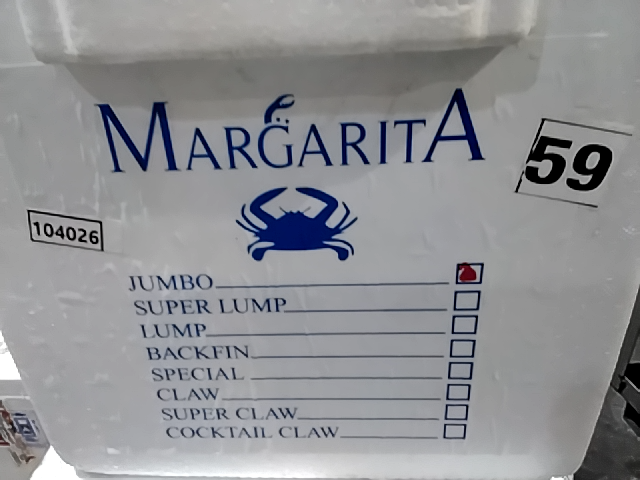 MARGARITA
59
104026
JUMBO
SUPER LUMP
LUMP
BACKFIN
SPECIAL
CLAW
SUPER CLAW
COCKTAIL CLAW